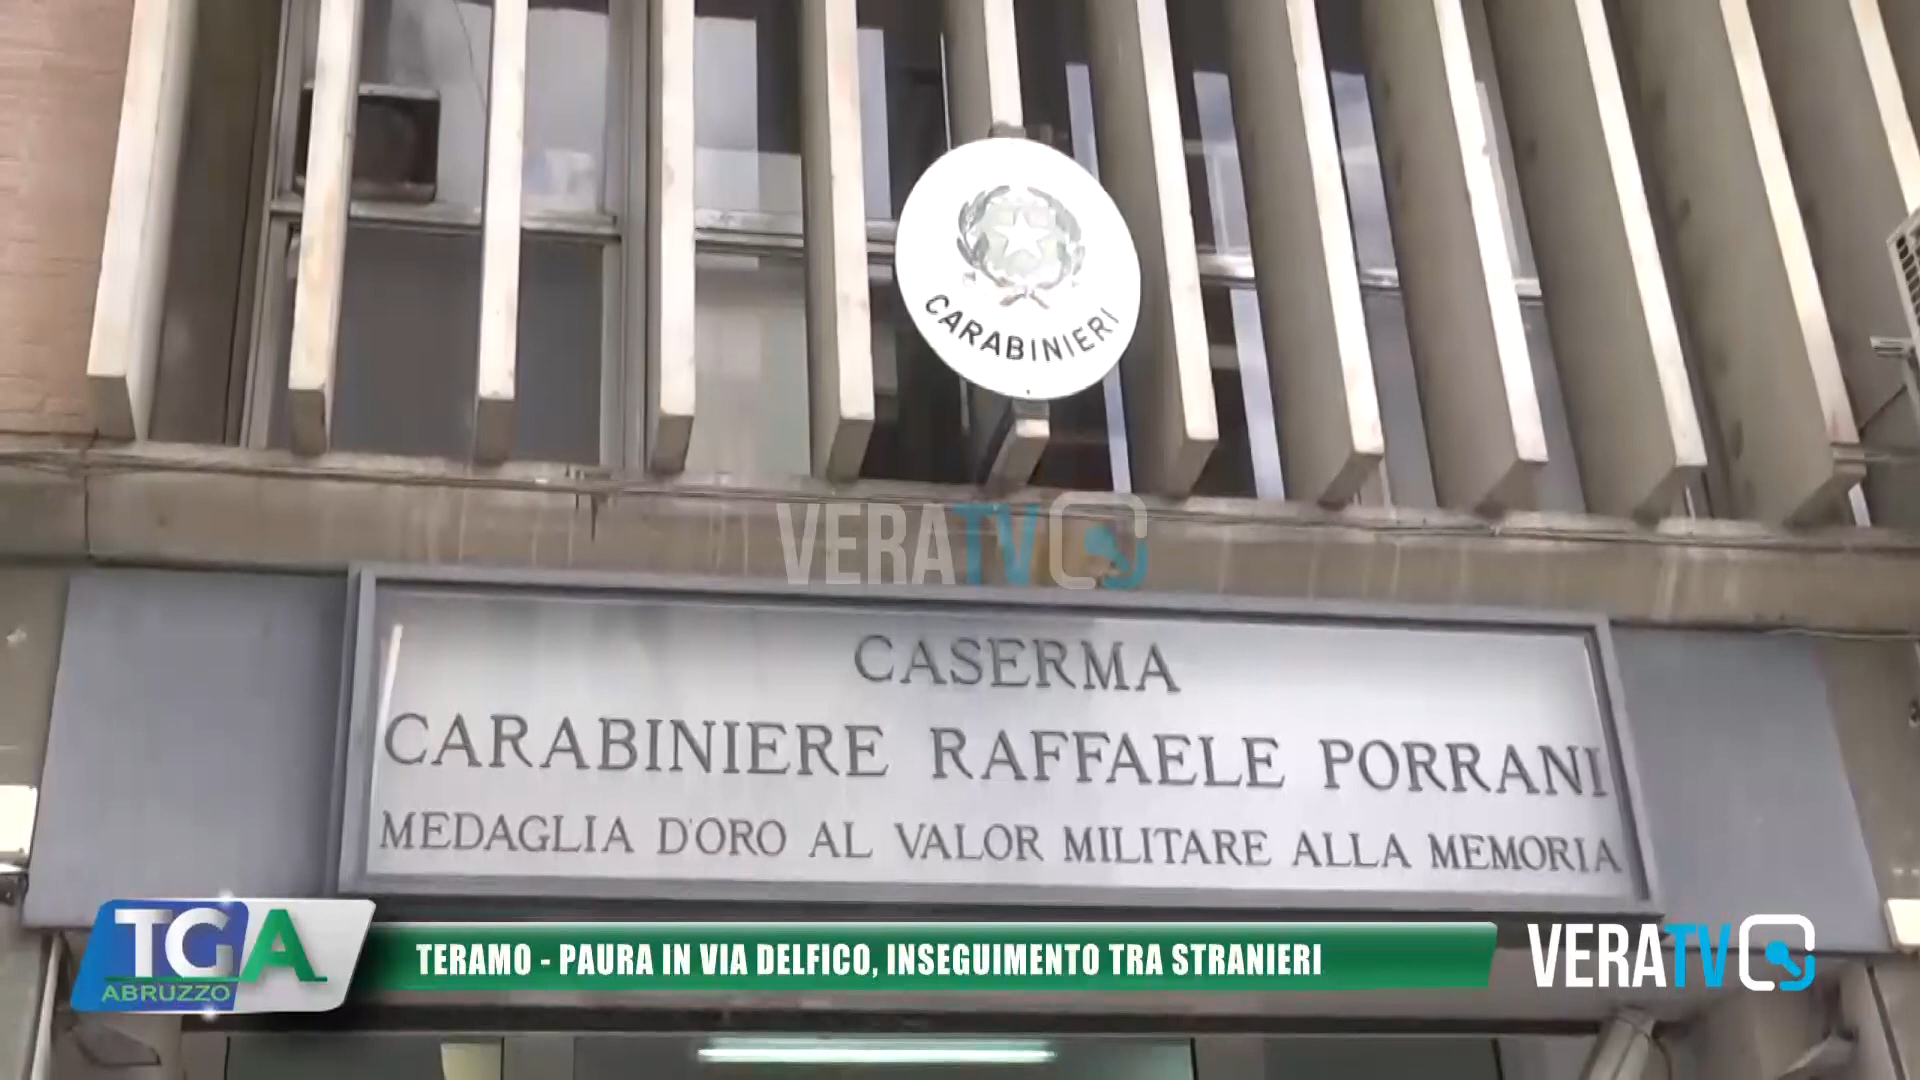 CARABINIERI
VERATV
CASERMA
CARABINIERE RAFFAELE PORRANI
MEDAGLIA D'ORO AL VALOR MILITARE ALLA MEMORIA
TGA
ABRUZZO
TERAMO - PAURA IN VIA DELFICO, INSEGUIMENTO TRA STRANIERI
VERATV